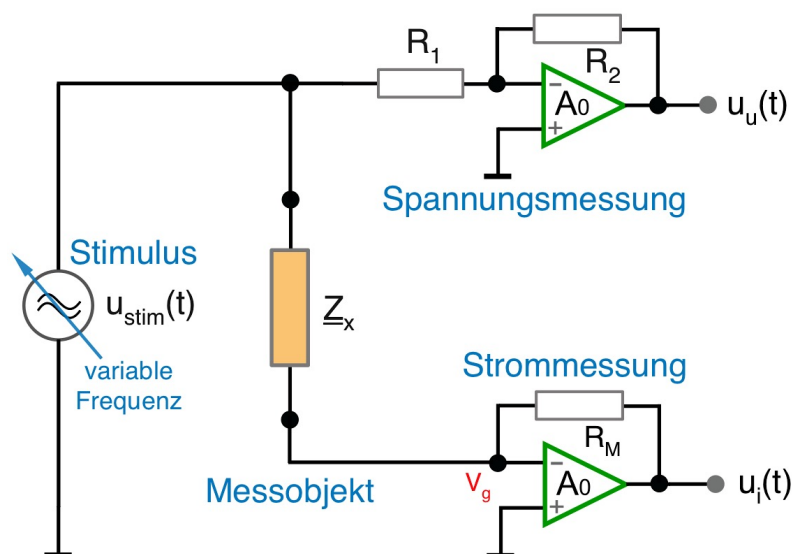 R1
R2
−
A0
+
uu(t)
Spannungsmessung
Stimulus
ustim(t)
Zx
variable
Frequenz
Strommessung
RM
Vg
−
A0
+
ui(t)
Messobjekt